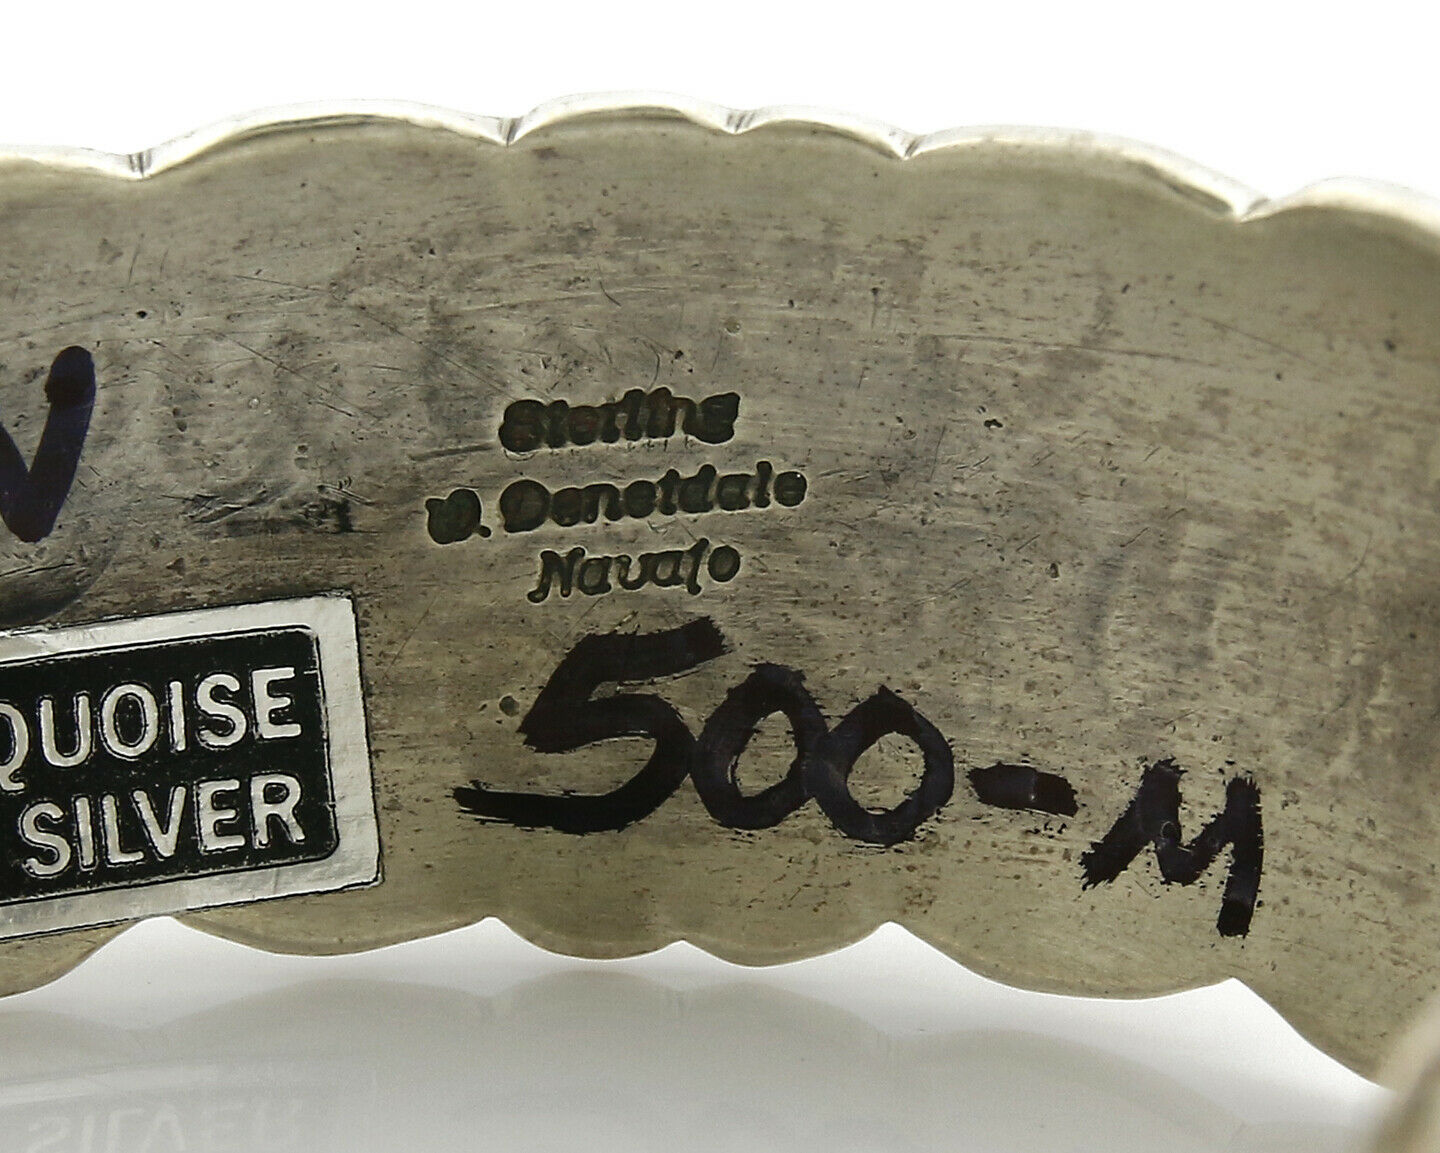 Sterling
Denetdale
Navajo
500-M
QUOISE
SILVER